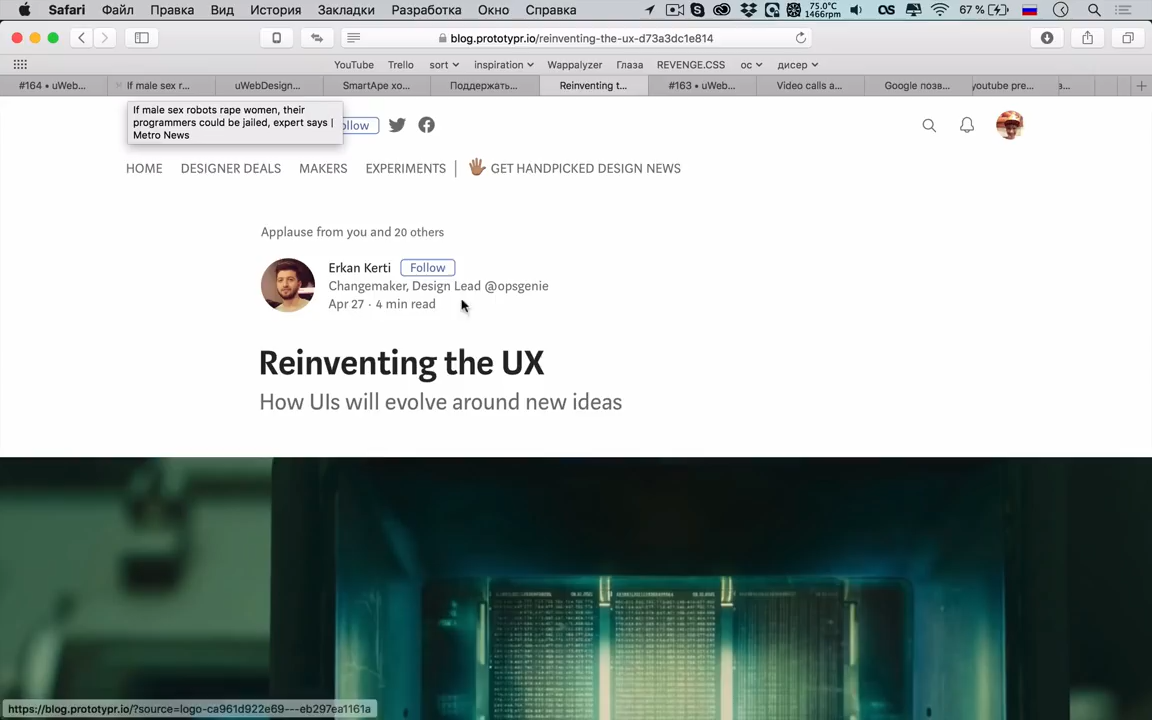 Safari Файл Правка Вид История Закладки Разработка Окно Справка 75.0°C 1466rpm OS 67 %
blog.prototypr.io/reinventing-the-ux-d73a3dc1e814
YouTube Trello sort inspiration Wappalyzer Глаза REVENGE.CSS ос дисер
#164 • uWeb... If male sex r... uWebDesign... SmartApe хо... Поддержать... Reinventing t... #163 • uWeb... Video calls a... Google позв... youtube pre...
If male sex robots rape women, their
programmers could be jailed, expert says |
Metro News
ollow
HOME DESIGNER DEALS MAKERS EXPERIMENTS GET HANDPICKED DESIGN NEWS
Applause from you and 20 others
Erkan Kerti Follow
Changemaker, Design Lead @opsgenie
Apr 27 · 4 min read
Reinventing the UX
How UIs will evolve around new ideas
https://blog.prototypr.io/?source=logo-ca961d922e69---eb297ea1161a